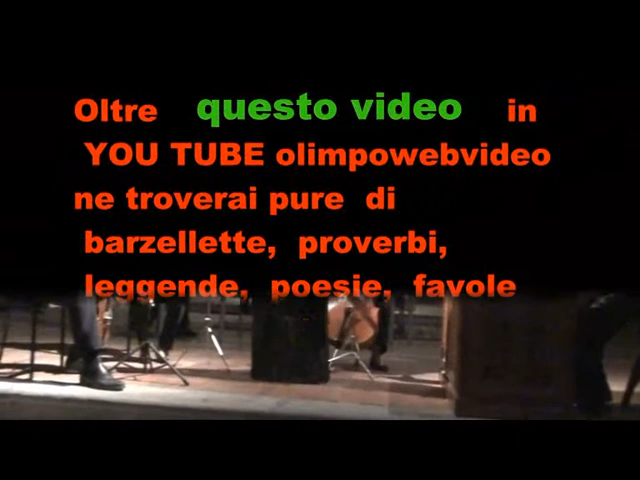 Oltre questo video in
YOU TUBE olimpowebvideo
ne troverai pure di
barzellette, proverbi,
leggende, poesie, favole